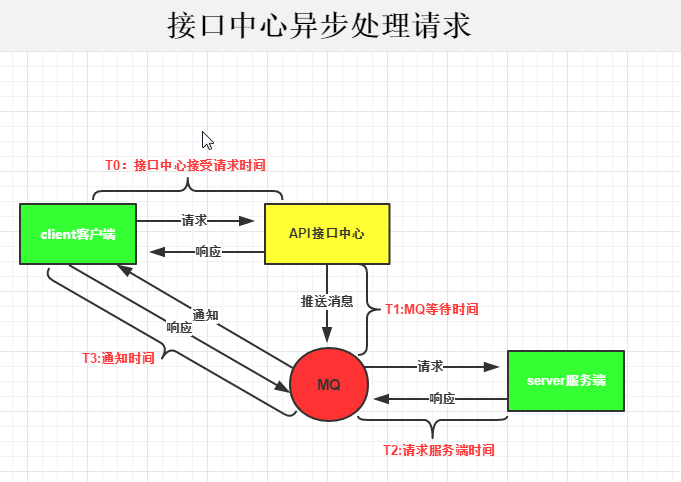 接口中心异步处理请求
T0：接口中心接受请求时间
client客户端
请求
响应
API接口中心
推送消息
T1:MQ等待时间
通知
响应
T3:通知时间
MQ
请求
响应
server服务端
T2:请求服务端时间